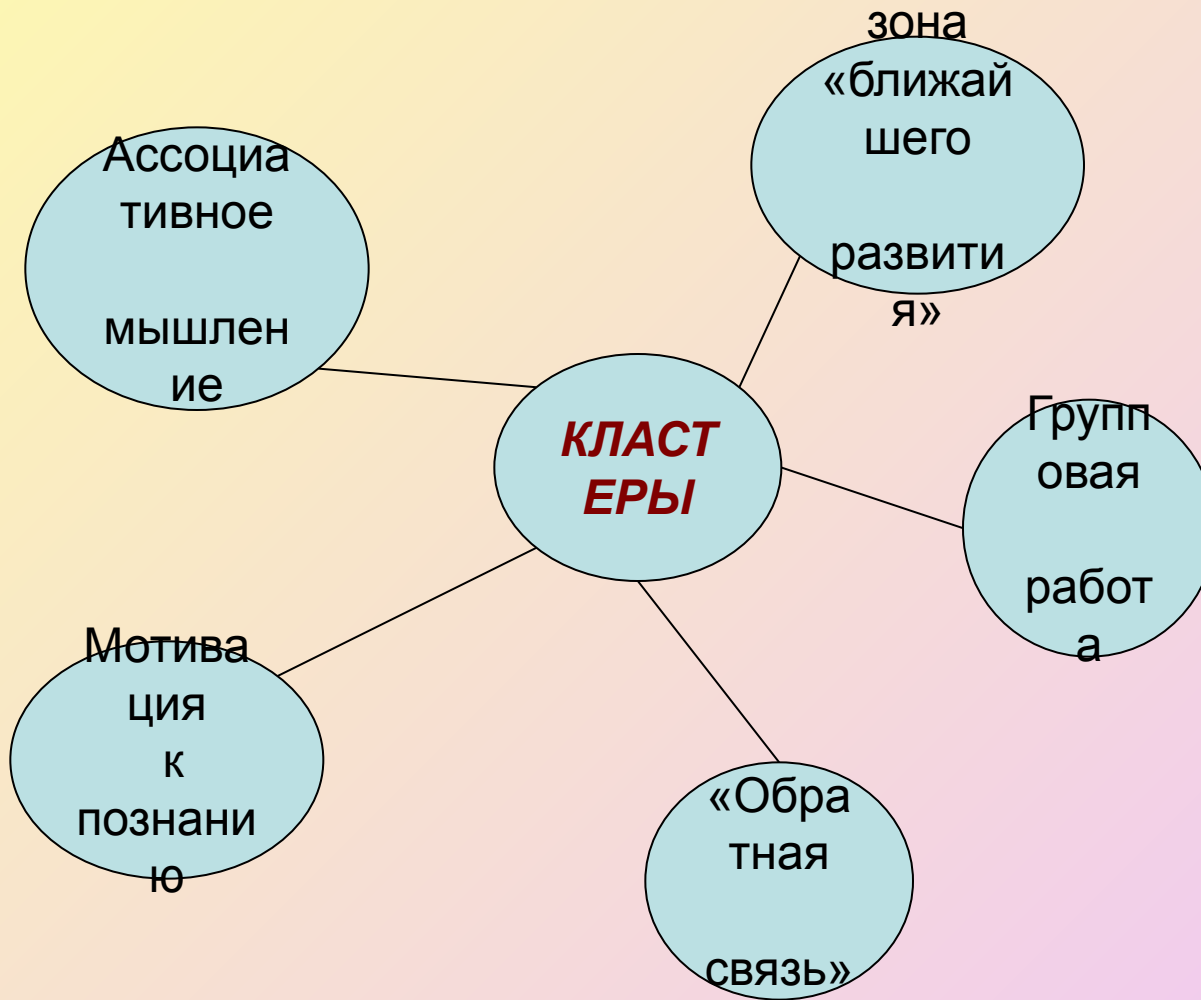 зона
«ближай
шего
развити
я»
Ассоциа
тивное
мышлен
ие
КЛАСТ
ЕРЫ
Групп
овая
работ
а
Мотива
ция
к
познани
ю
«Обра
тная
связь»